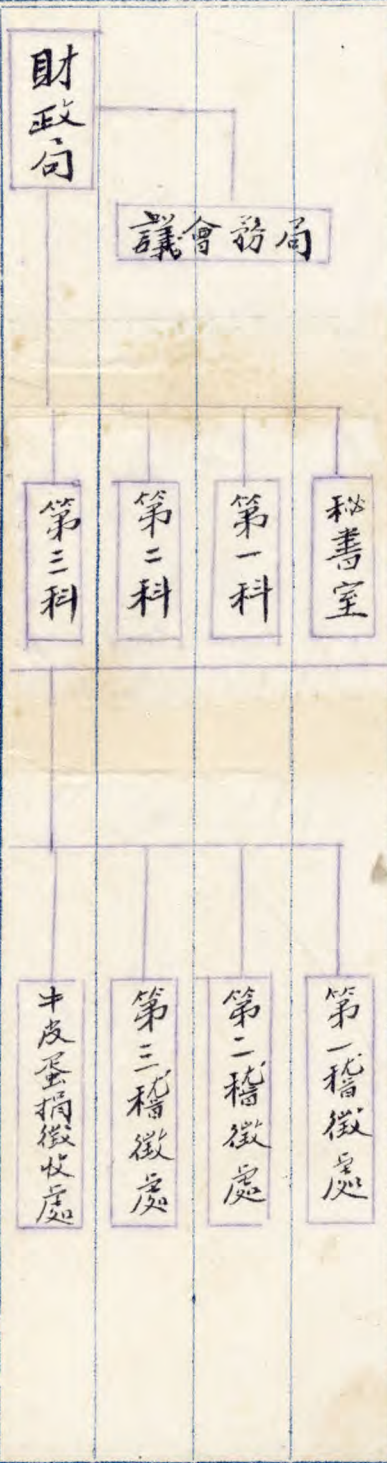 財政局
議會務局
秘書室
第一科
第二科
第三科
第一稽徵處
第二稽徵處
第三稽徵處
牛皮蛋捐徵收處